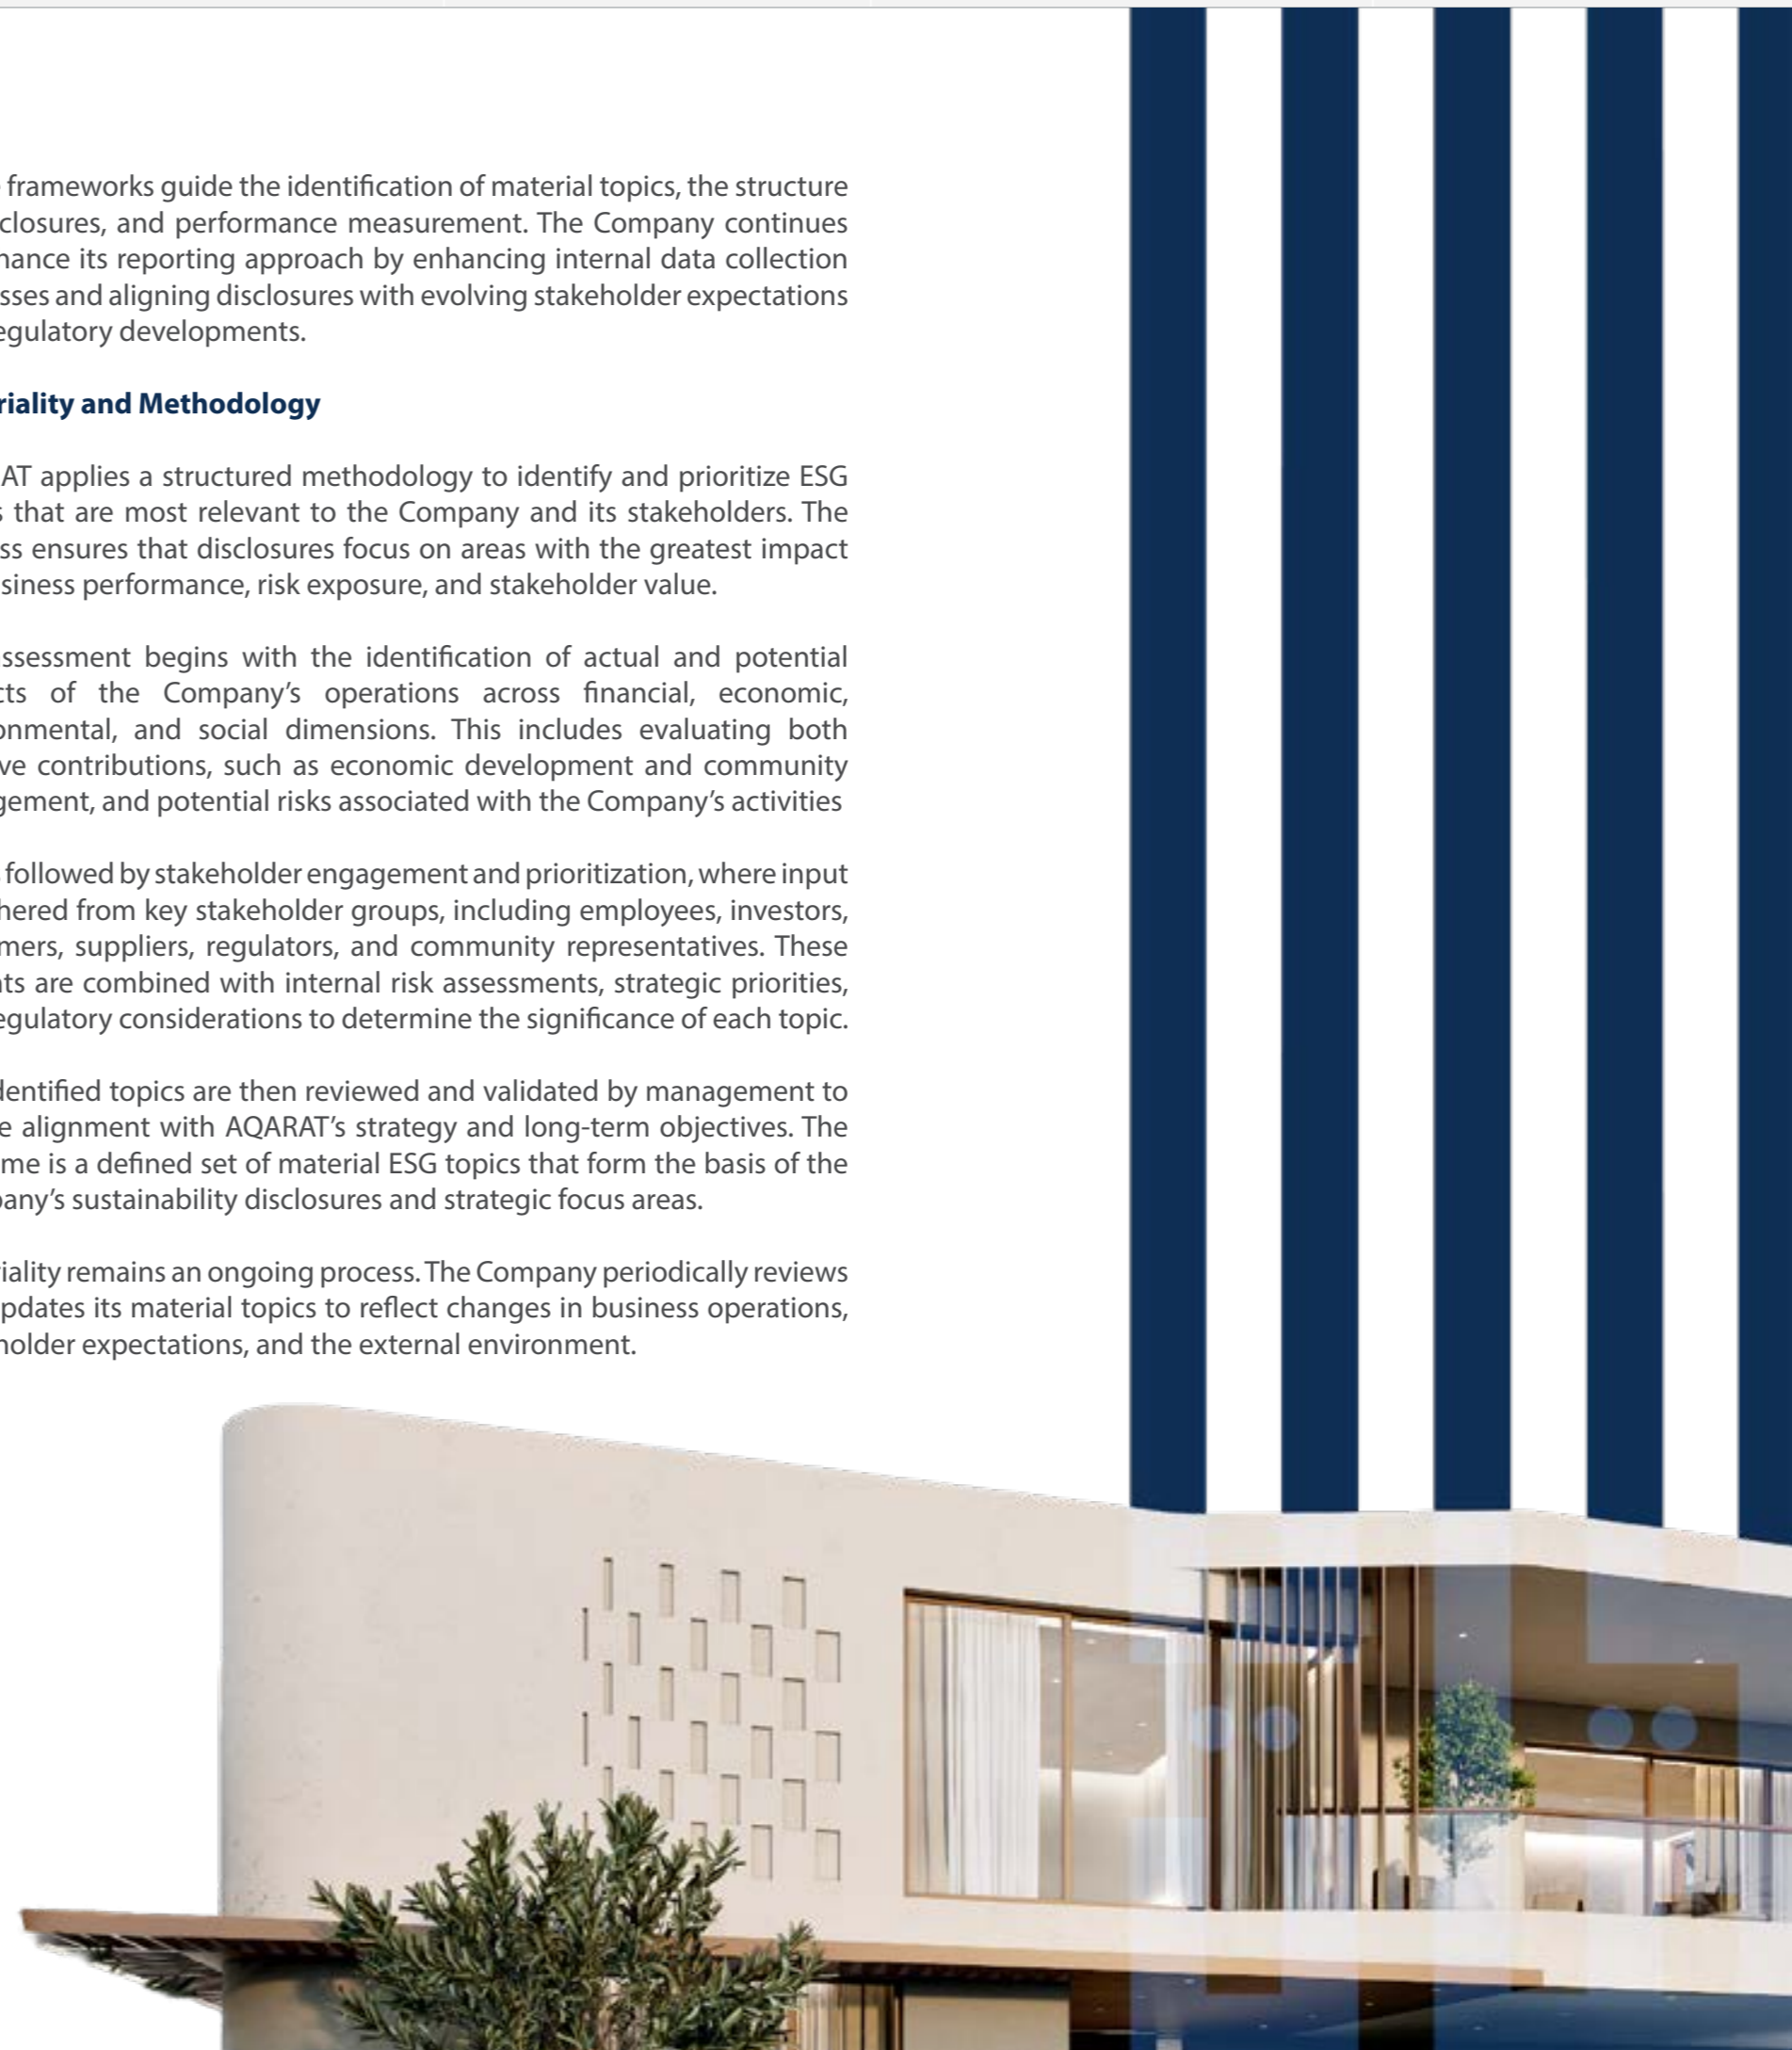 frameworks guide the identification of material topics, the structure
closures, and performance measurement. The Company continues
hance its reporting approach by enhancing internal data collection
sses and aligning disclosures with evolving stakeholder expectations
egulatory developments.
riality and Methodology
AT applies a structured methodology to identify and prioritize ESG
s that are most relevant to the Company and its stakeholders. The
ss ensures that disclosures focus on areas with the greatest impact
siness performance, risk exposure, and stakeholder value.
ssessment begins with the identification of actual and potential
cts of the Company’s operations across financial, economic,
onmental, and social dimensions. This includes evaluating both
ve contributions, such as economic development and community
gement, and potential risks associated with the Company’s activities
followed by stakeholder engagement and prioritization, where input
hered from key stakeholder groups, including employees, investors,
mers, suppliers, regulators, and community representatives. These
hts are combined with internal risk assessments, strategic priorities,
egulatory considerations to determine the significance of each topic.
dentified topics are then reviewed and validated by management to
e alignment with AQARAT’s strategy and long-term objectives. The
me is a defined set of material ESG topics that form the basis of the
pany’s sustainability disclosures and strategic focus areas.
riality remains an ongoing process. The Company periodically reviews
pdates its material topics to reflect changes in business operations,
holder expectations, and the external environment.